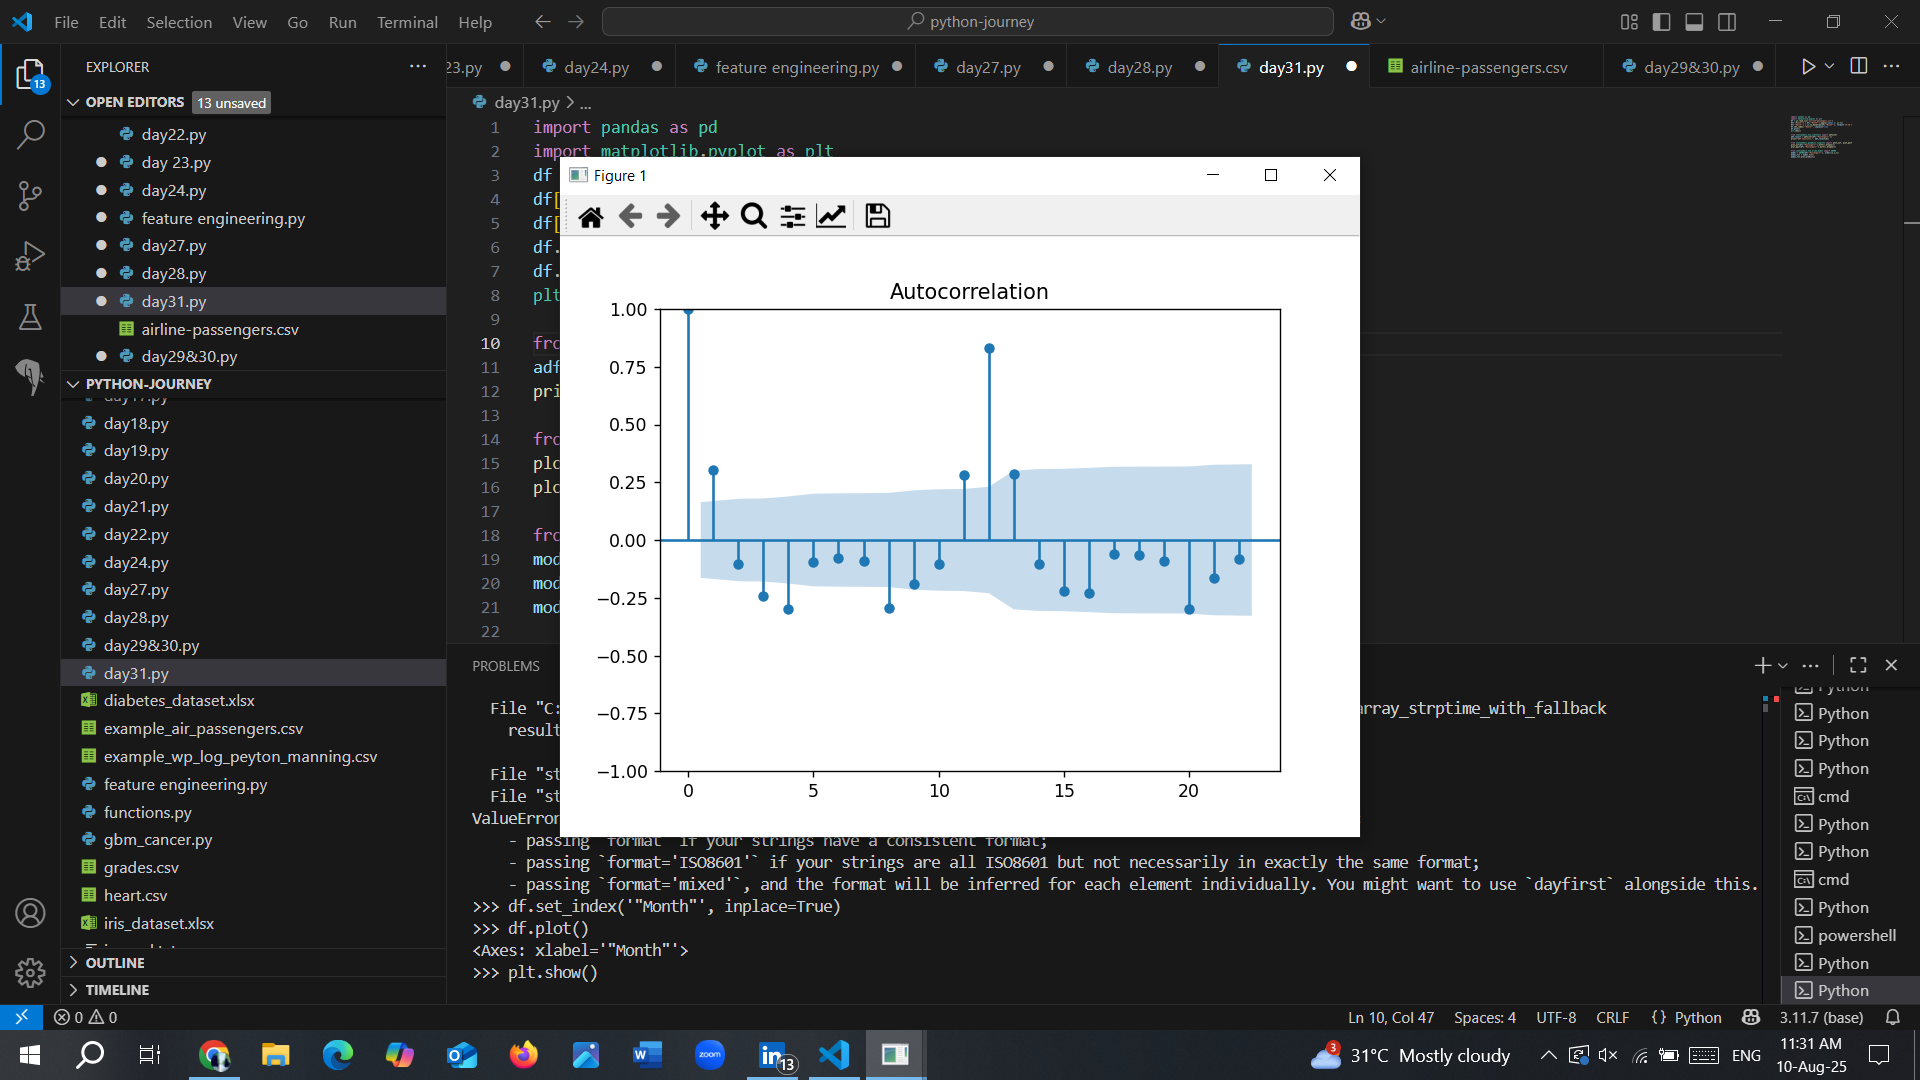 File Edit Selection View Go Run Terminal Help
python-journey
EXPLORER
OPEN EDITORS 13 unsaved
day22.py
day 23.py
day24.py
feature engineering.py
day27.py
day28.py
day31.py
airline-passengers.csv
day29&30.py
PYTHON-JOURNEY
day17.py
day18.py
day19.py
day20.py
day21.py
day22.py
day24.py
day27.py
day28.py
day29&30.py
day31.py
diabetes_dataset.xlsx
example_air_passengers.csv
example_wp_log_peyton_manning.csv
feature engineering.py
functions.py
gbm_cancer.py
grades.csv
heart.csv
iris_dataset.xlsx
OUTLINE
TIMELINE
13
23.py day24.py feature engineering.py day27.py day28.py day31.py airline-passengers.csv day29&30.py
day31.py > ...
1 import pandas as pd
2 import matplotlib.pyplot as plt
3 df
4 df[
5 df[
6 df.
7 df.
8 plt
9
10 fro
11 adf
12 pri
13
14 fro
15 plo
16 plo
17
18 fro
19 mod
20 mod
21 mod
22
Figure 1
Autocorrelation
1.00
0.75
0.50
0.25
0.00
−0.25
−0.50
−0.75
−1.00
0 5 10 15 20
PROBLEMS
File "C: array_strptime_with_fallback
result
File "st
File "st
ValueError
- passing `format` if your strings have a consistent format;
- passing `format='ISO8601'` if your strings are all ISO8601 but not necessarily in exactly the same format;
- passing `format='mixed'`, and the format will be inferred for each element individually. You might want to use `dayfirst` alongside this.
>>> df.set_index('"Month"', inplace=True)
>>> df.plot()
<Axes: xlabel='"Month"'>
>>> plt.show()
Python
Python
Python
Python
cmd
Python
Python
cmd
Python
powershell
Python
Python
0 0
Ln 10, Col 47 Spaces: 4 UTF-8 CRLF {} Python 3.11.7 (base)
zoom
13
3
31°C Mostly cloudy
ENG
11:31 AM
10-Aug-25